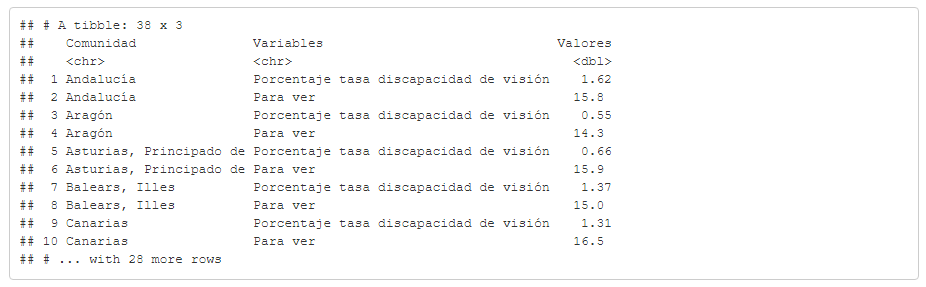 ## # A tibble: 38 x 3
##    Comunidad               Variables                             Valores
##    <chr>                   <chr>                                   <dbl>
##  1 Andalucía               Porcentaje tasa discapacidad de visión    1.62
##  2 Andalucía               Para ver                                 15.8
##  3 Aragón                  Porcentaje tasa discapacidad de visión    0.55
##  4 Aragón                  Para ver                                 14.3
##  5 Asturias, Principado de Porcentaje tasa discapacidad de visión    0.66
##  6 Asturias, Principado de Para ver                                 15.9
##  7 Balears, Illes          Porcentaje tasa discapacidad de visión    1.37
##  8 Balears, Illes          Para ver                                 15.0
##  9 Canarias                Porcentaje tasa discapacidad de visión    1.31
## 10 Canarias                Para ver                                 16.5
## # ... with 28 more rows